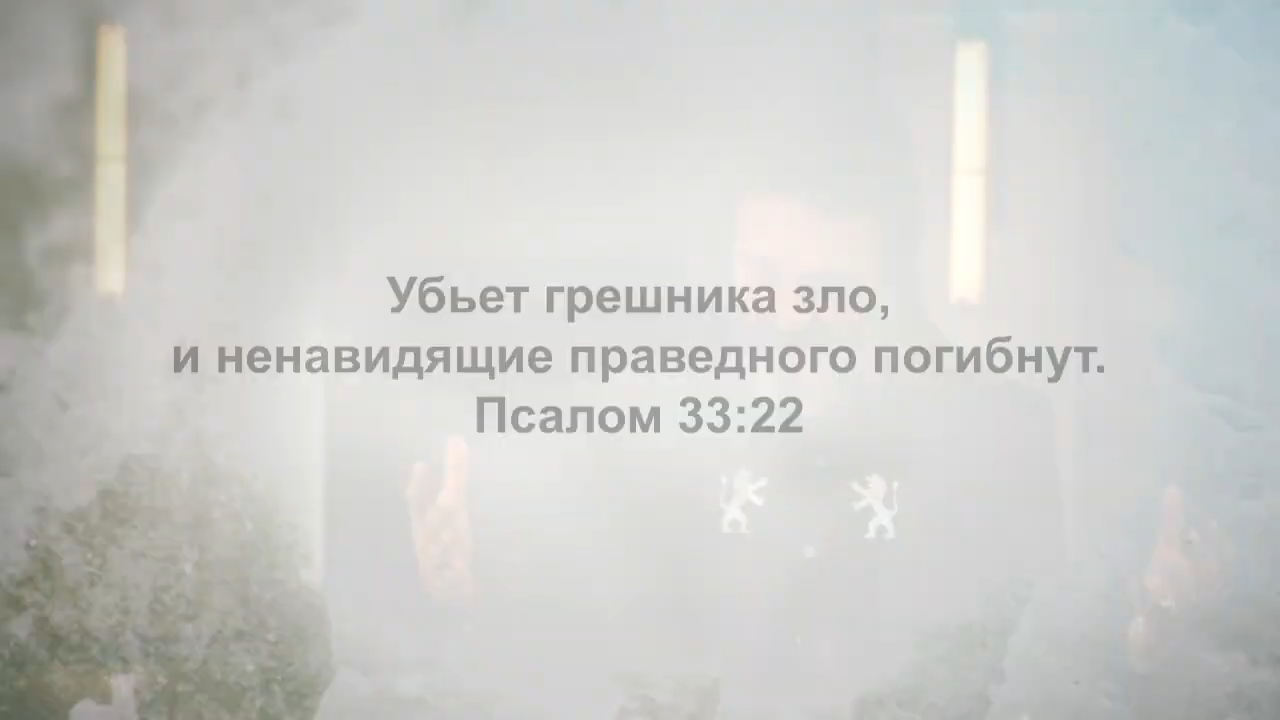 Убьет грешника зло,
и ненавидящие праведного погибнут.
Псалом 33:22